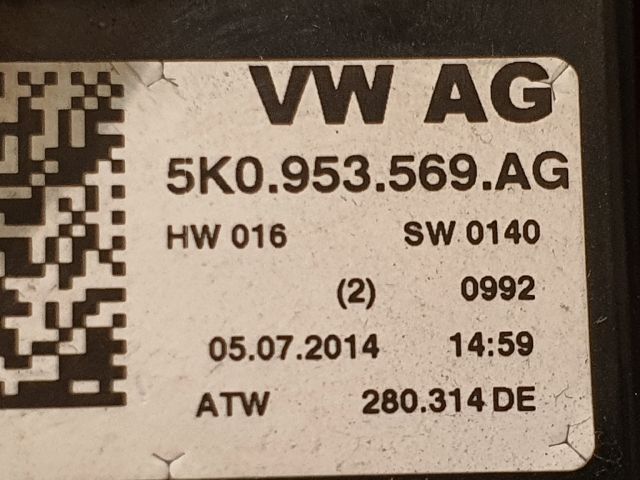 VW AG
5K0.953.569.AG
HW 016 SW 0140
(2) 0992
05.07.2014 14:59
ATW 280.314 DE